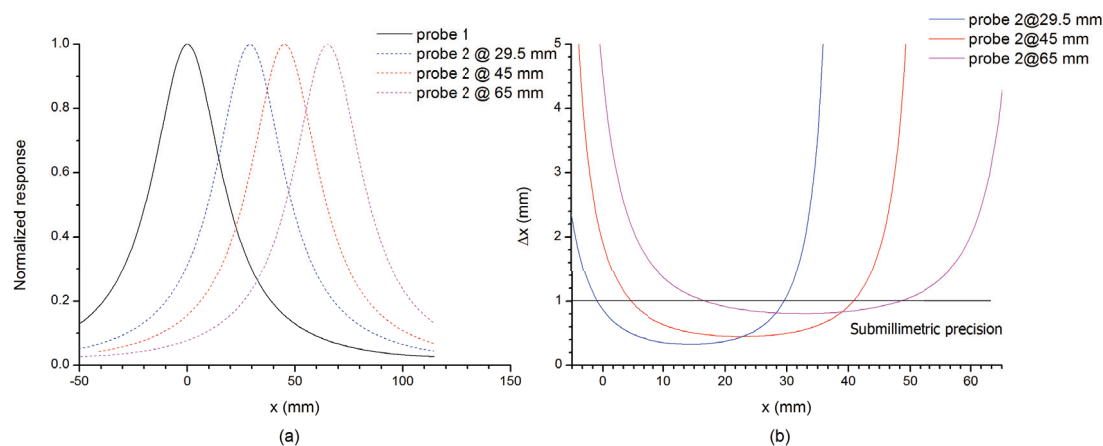 probe 1
probe 2 @ 29.5 mm
probe 2 @ 45 mm
probe 2 @ 65 mm
Normalized response
1.0
0.8
0.6
0.4
0.2
0.0
-50
0
50
100
150
x (mm)
(a)
probe 2@29.5 mm
probe 2@45 mm
probe 2@65 mm
Δx (mm)
5
4
3
2
1
0
Submillimetric precision
0
10
20
30
40
50
60
x (mm)
(b)